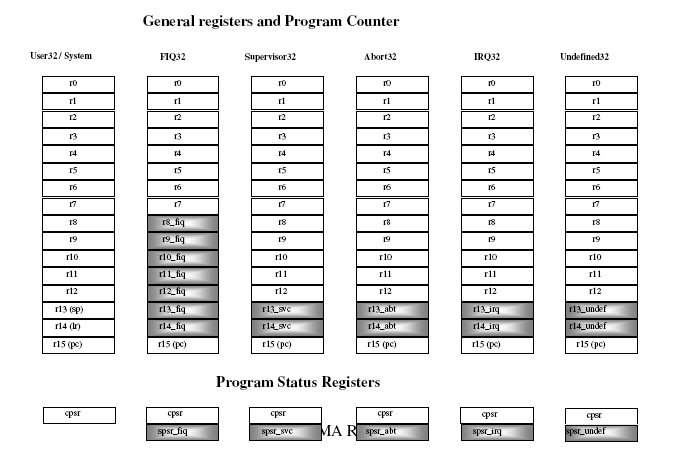 General registers and Program Counter
User32 / System FIQ32 Supervisor32 Abort32 IRQ32 Undefined32
r0 r0 r0 r0 r0 r0
r1 r1 r1 r1 r1 r1
r2 r2 r2 r2 r2 r2
r3 r3 r3 r3 r3 r3
r4 r4 r4 r4 r4 r4
r5 r5 r5 r5 r5 r5
r6 r6 r6 r6 r6 r6
r7 r7 r7 r7 r7 r7
r8 r8_fiq r8 r8 r8 r8
r9 r9_fiq r9 r9 r9 r9
r10 r10_fiq r10 r10 r10 r10
r11 r11_fiq r11 r11 r11 r11
r12 r12_fiq r12 r12 r12 r12
r13 (sp) r13_fiq r13_svc r13_abt r13_irq r13_undef
r14 (lr) r14_fiq r14_svc r14_abt r14_irq r14_undef
r15 (pc) r15 (pc) r15 (pc) r15 (pc) r15 (pc) r15 (pc)
Program Status Registers
cpsr cpsr cpsr cpsr cpsr cpsr
spsr_fiq spsr_svc MA R spsr_abt spsr_irq spsr_undef